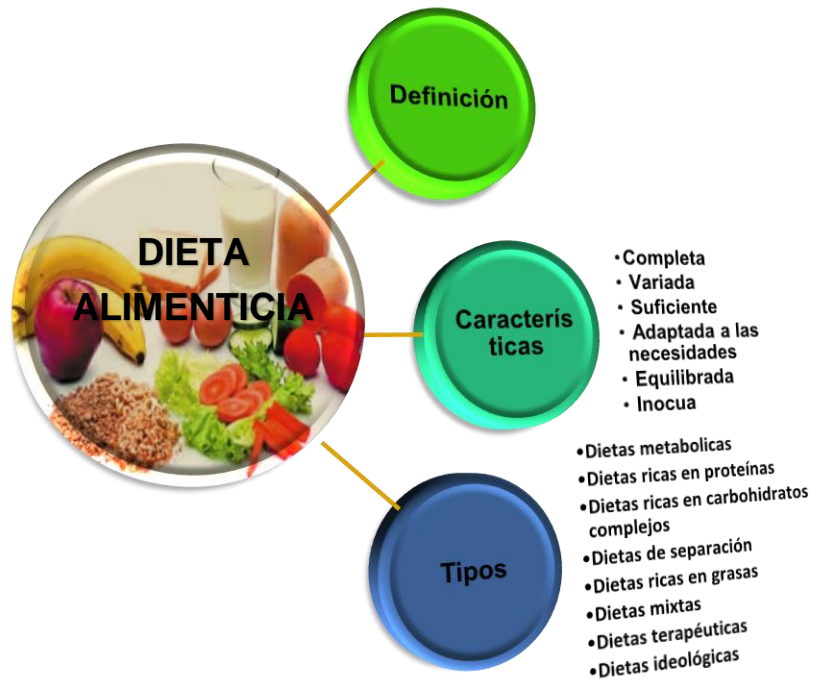 DIETA
ALIMENTICIA
Definición
Caracterís
ticas
•Completa
• Variada
• Suficiente
• Adaptada a las
necesidades
• Equilibrada
• Inocua
Tipos
•Dietas metabolicas
•Dietas ricas en proteínas
•Dietas ricas en carbohidratos
complejos
•Dietas de separación
•Dietas ricas en grasas
•Dietas mixtas
•Dietas terapéuticas
•Dietas ideológicas